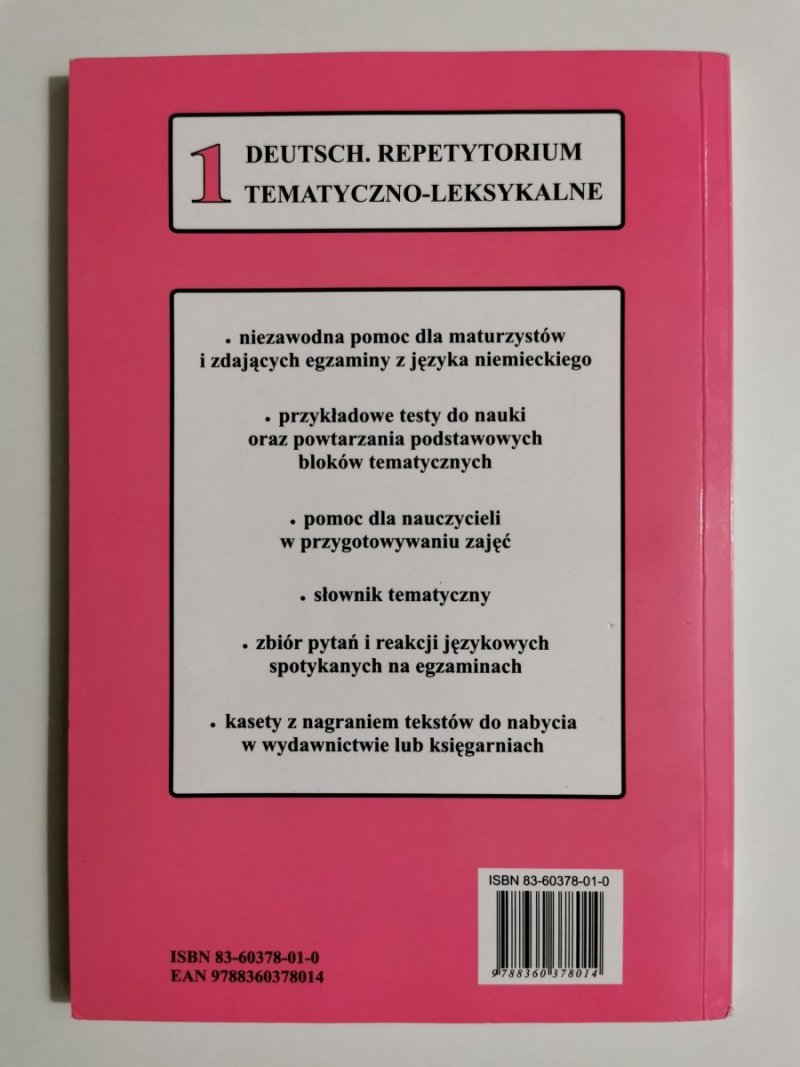 1 DEUTSCH. REPETYTORIUM
TEMATYCZNO-LEKSYKALNE
• niezawodna pomoc dla maturzystów
i zdających egzaminy z języka niemieckiego
• przykładowe testy do nauki
oraz powtarzania podstawowych
bloków tematycznych
• pomoc dla nauczycieli
w przygotowywaniu zajęć
• słownik tematyczny
• zbiór pytań i reakcji językowych
spotykanych na egzaminach
• kasety z nagraniem tekstów do nabycia
w wydawnictwie lub księgarniach
ISBN 83-60378-01-0
9788360378014
ISBN 83-60378-01-0
EAN 9788360378014